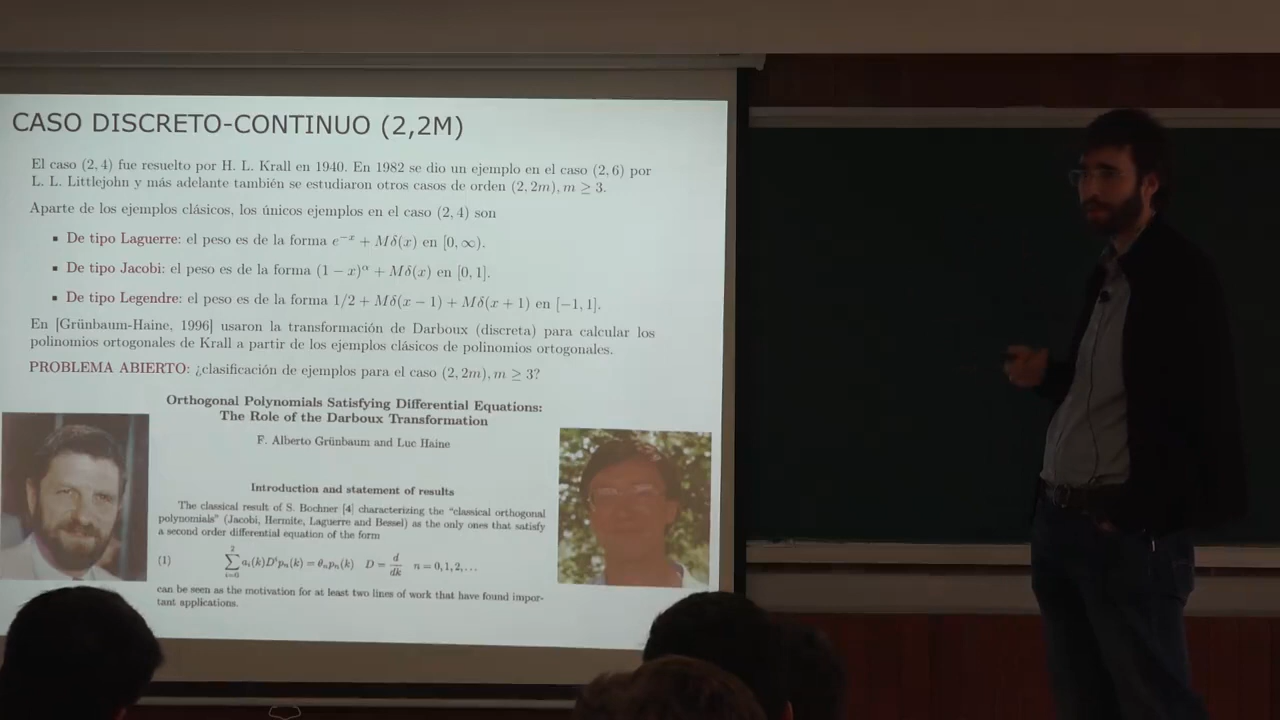 CASO DISCRETO-CONTINUO (2,2M)
El caso (2, 4) fue resuelto por H. L. Krall en 1940. En 1982 se dio un ejemplo en el caso (2, 6) por
L. L. Littlejohn y más adelante también se estudiaron otros casos de orden (2, 2m), m ≥ 3.
Aparte de los ejemplos clásicos, los únicos ejemplos en el caso (2, 4) son
▪ De tipo Laguerre: el peso es de la forma e^{-x} + Mδ(x) en [0, ∞).
▪ De tipo Jacobi: el peso es de la forma (1 − x)^α + Mδ(x) en [0, 1].
▪ De tipo Legendre: el peso es de la forma 1/2 + Mδ(x − 1) + Mδ(x + 1) en [−1, 1].
En [Grünbaum-Haine, 1996] usaron la transformación de Darboux (discreta) para calcular los
polinomios ortogonales de Krall a partir de los ejemplos clásicos de polinomios ortogonales.
PROBLEMA ABIERTO: ¿clasificación de ejemplos para el caso (2, 2m), m ≥ 3?
Orthogonal Polynomials Satisfying Differential Equations:
The Role of the Darboux Transformation
F. Alberto Grünbaum and Luc Haine
Introduction and statement of results
The classical result of S. Bochner [4] characterizing the "classical orthogonal
polynomials" (Jacobi, Hermite, Laguerre and Bessel) as the only ones that satisfy
a second order differential equation of the form
(1) ∑_{i=0}^{2} a_i(k)D^i p_n(k) = θ_n p_n(k) D = d/dk n = 0, 1, 2, . . .
can be seen as the motivation for at least two lines of work that have found impor-
tant applications.